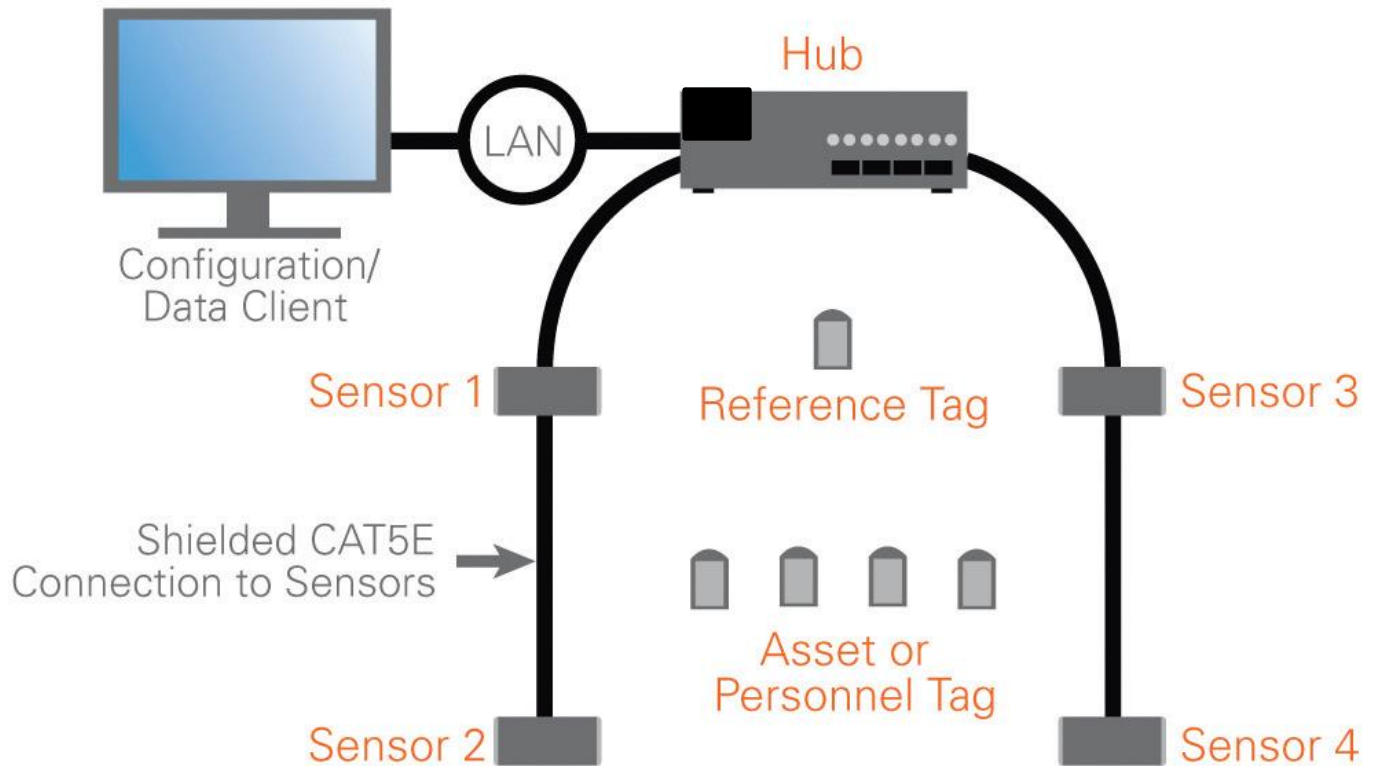 Hub
LAN
Configuration/
Data Client
Sensor 1
Reference Tag
Sensor 3
Shielded CAT5E
Connection to Sensors
Asset or
Personnel Tag
Sensor 2
Sensor 4